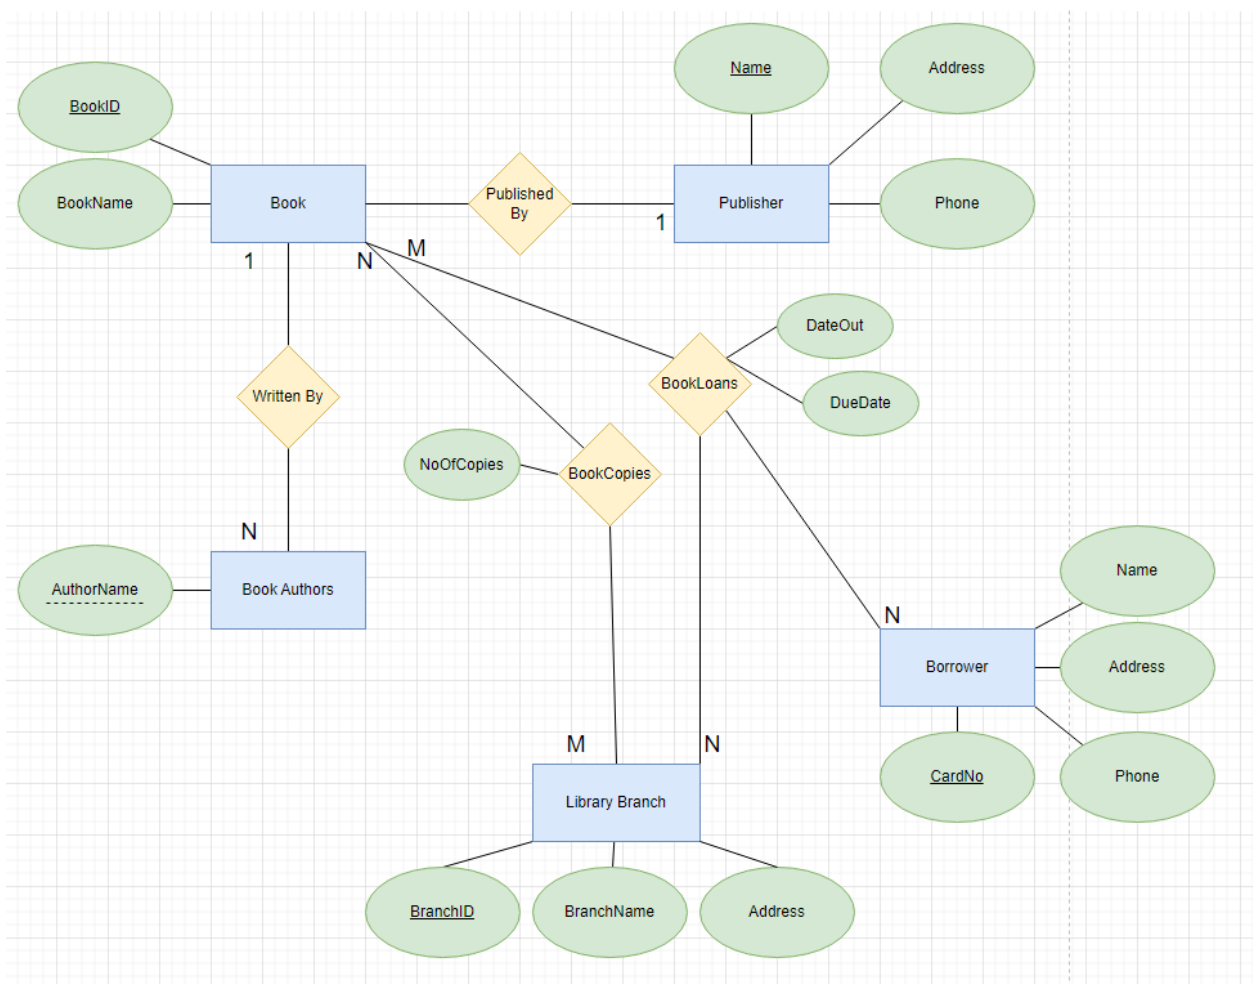 Name
Address
BookID
Published
By
BookName
Book
Publisher
Phone
1
M
1
N
DateOut
BookLoans
Written By
DueDate
NoOfCopies
BookCopies
N
Name
AuthorName
Book Authors
N
Borrower
Address
M
N
CardNo
Phone
Library Branch
BranchID
BranchName
Address